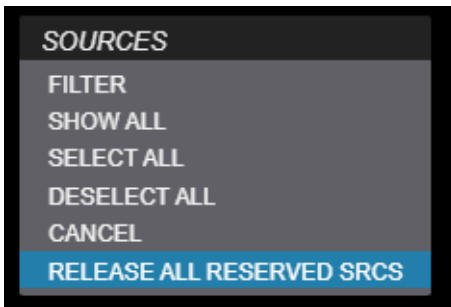 SOURCES
FILTER
SHOW ALL
SELECT ALL
DESELECT ALL
CANCEL
RELEASE ALL RESERVED SRCS